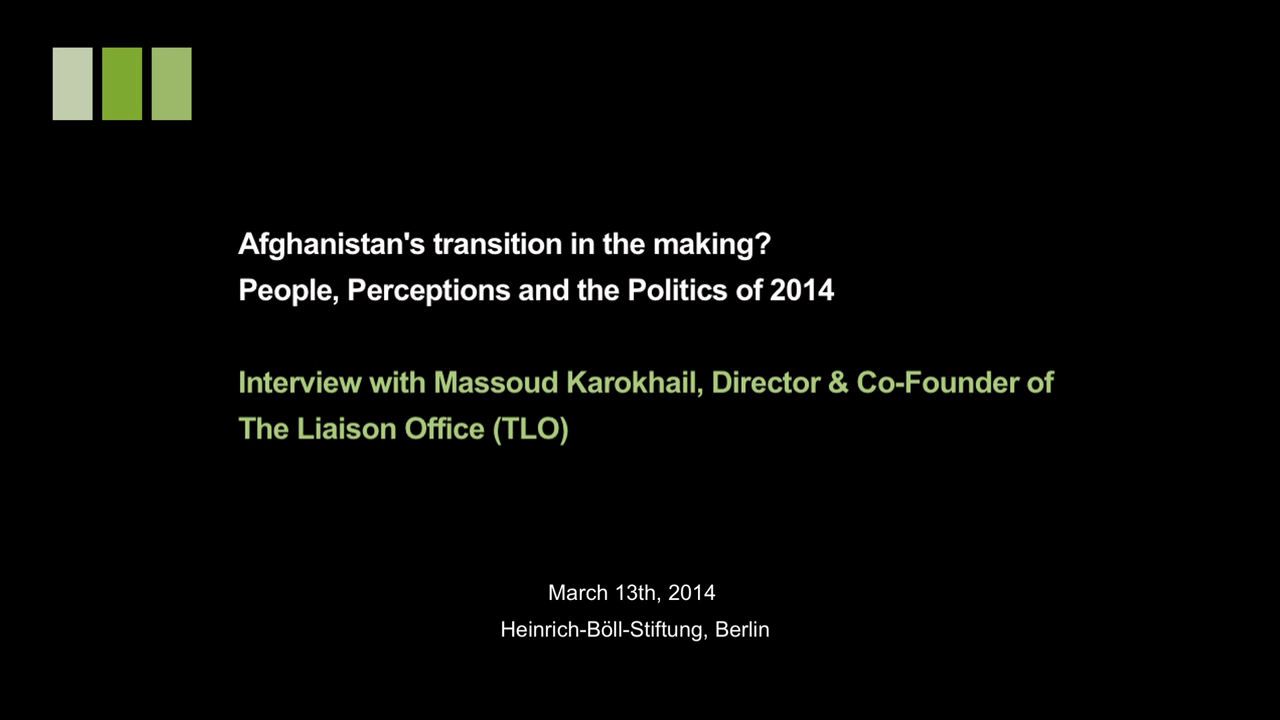 Afghanistan's transition in the making?
People, Perceptions and the Politics of 2014
Interview with Massoud Karokhail, Director & Co-Founder of
The Liaison Office (TLO)
March 13th, 2014
Heinrich-Böll-Stiftung, Berlin